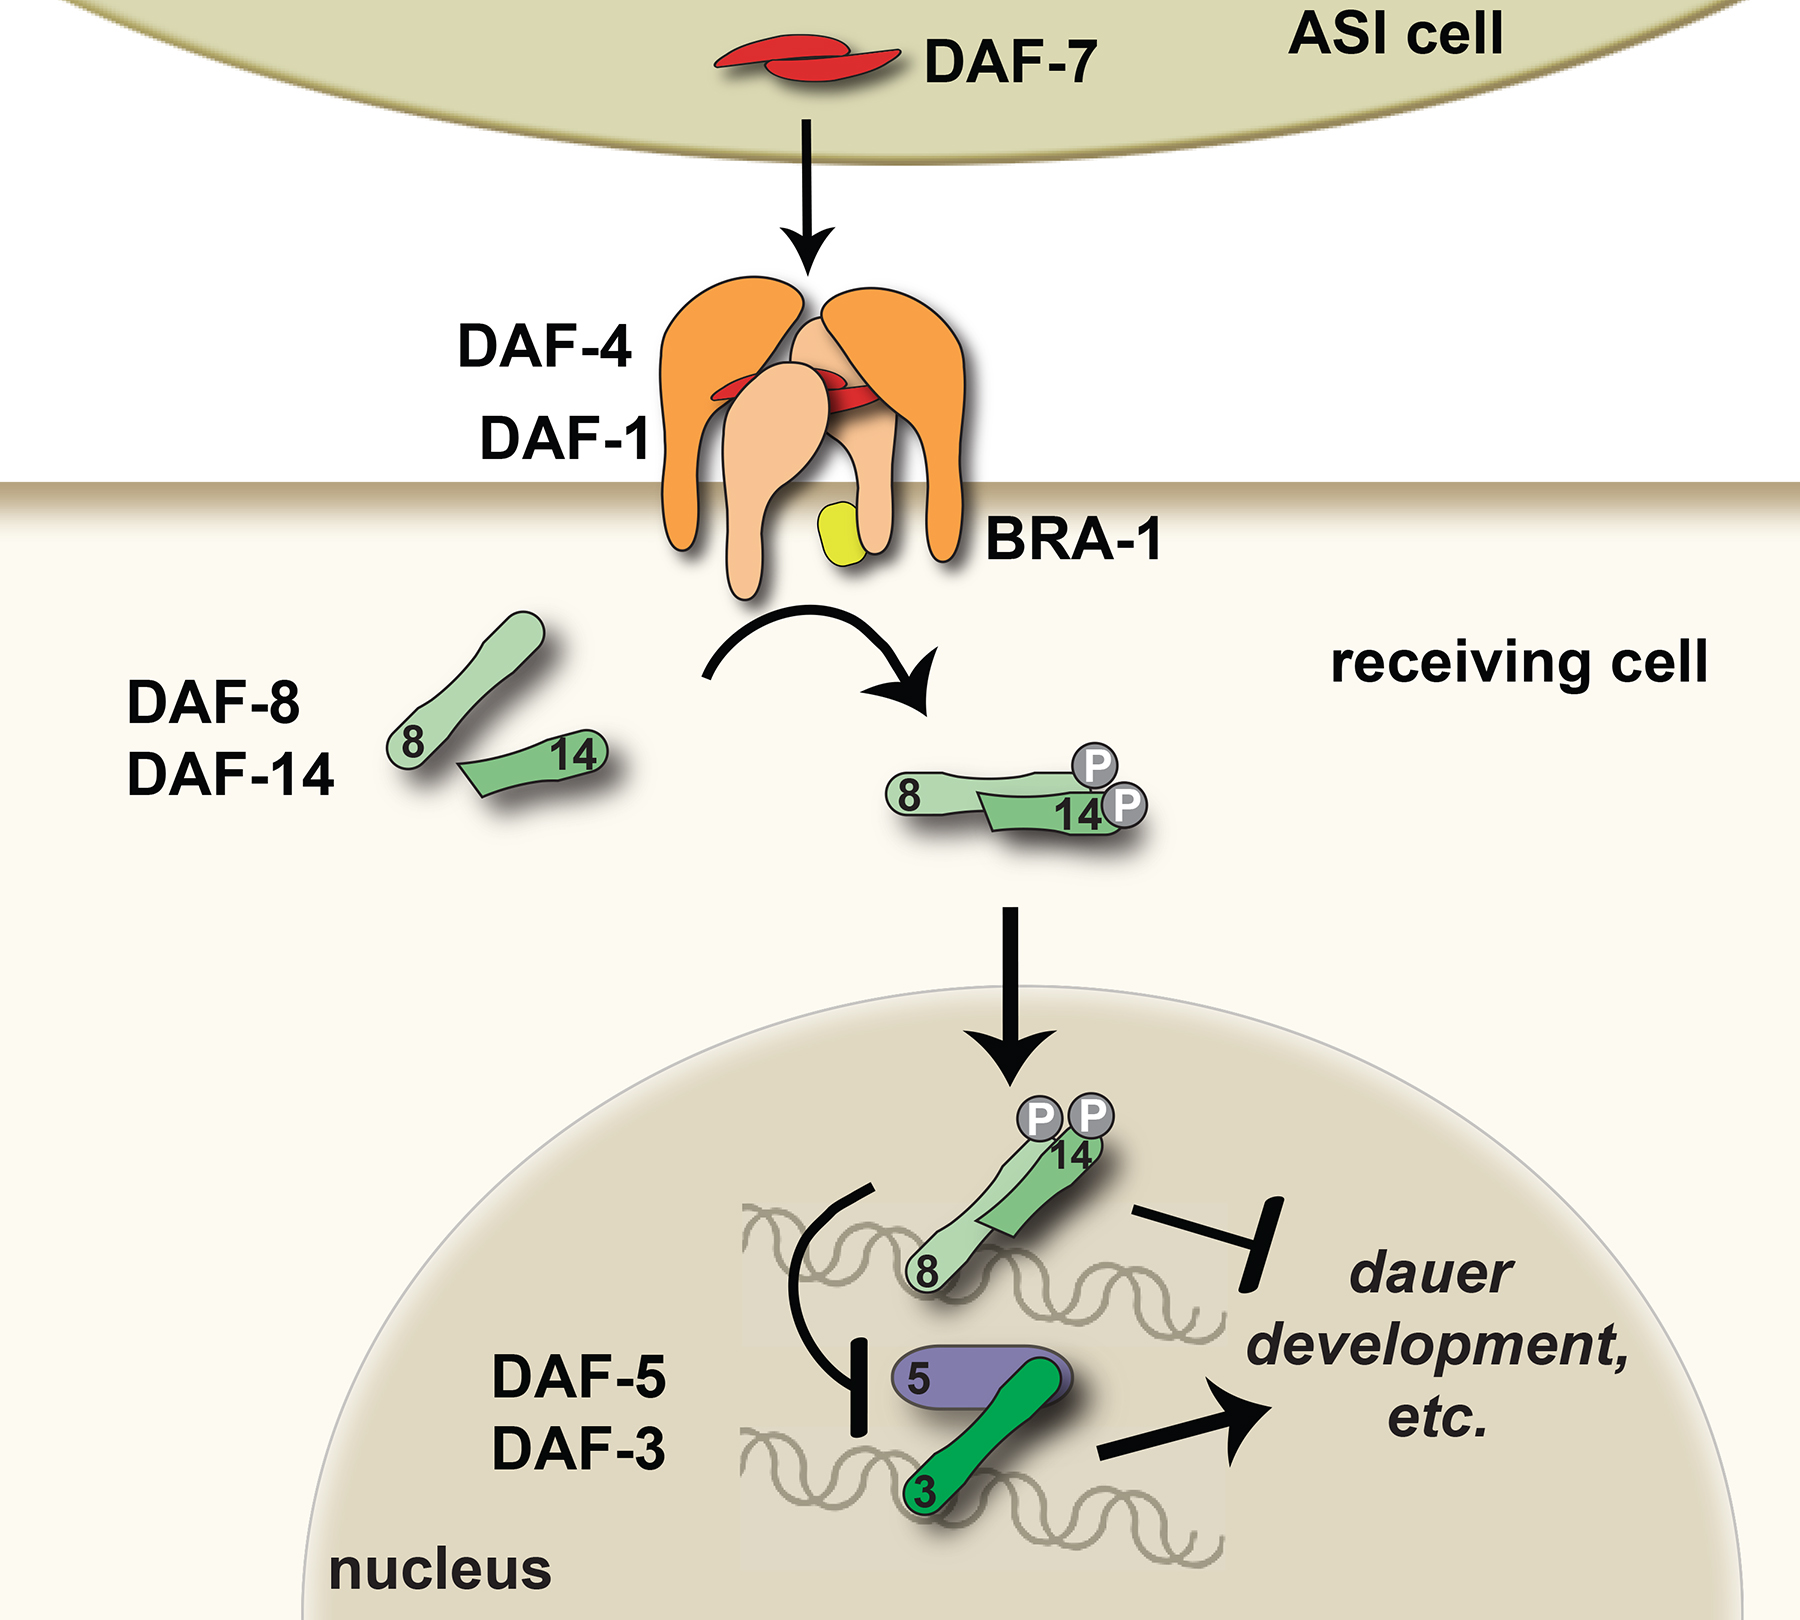 ASI cell
DAF-7
DAF-4
DAF-1
BRA-1
receiving cell
DAF-8
DAF-14
8
14
8
14
P
P
P
P
14
8
dauer
development,
etc.
DAF-5
DAF-3
5
3
nucleus